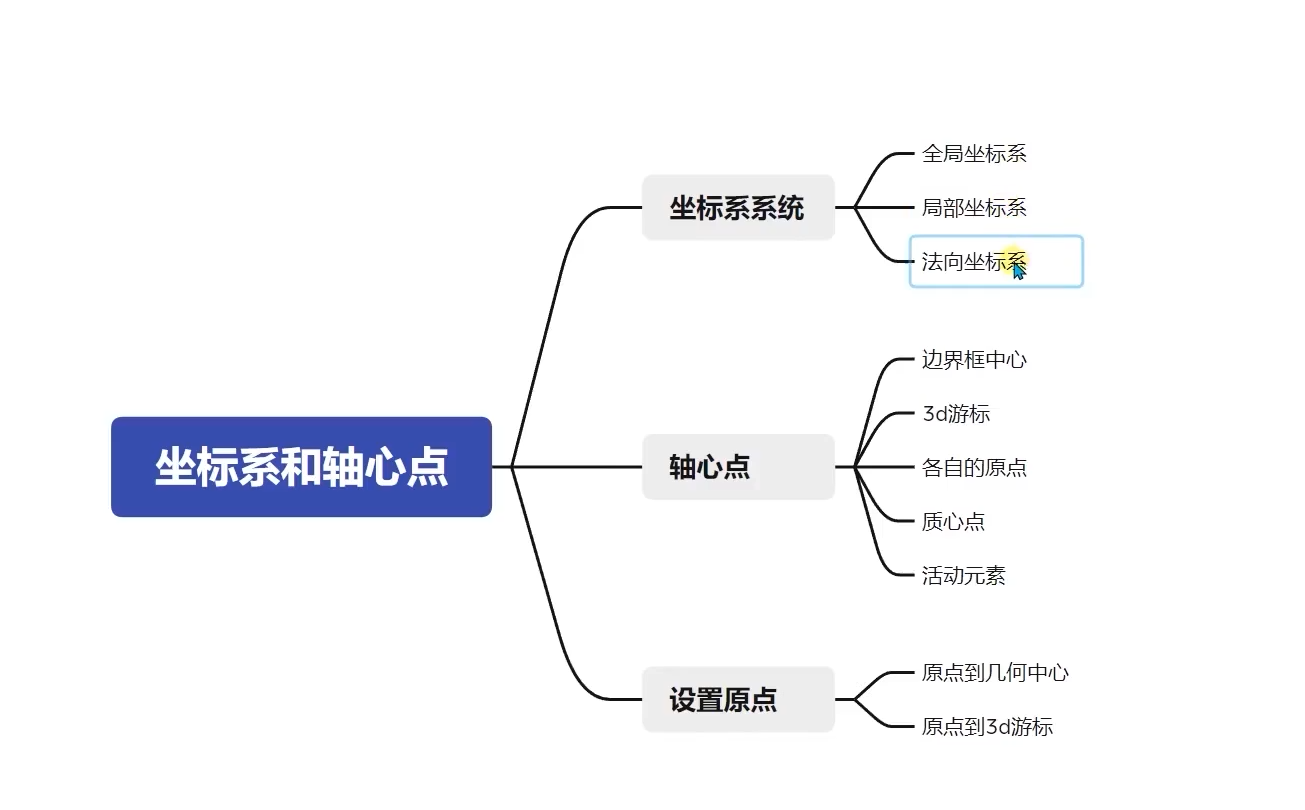 坐标系和轴心点
坐标系系统
全局坐标系
局部坐标系
法向坐标系
轴心点
边界框中心
3d游标
各自的原点
质心点
活动元素
设置原点
原点到几何中心
原点到3d游标